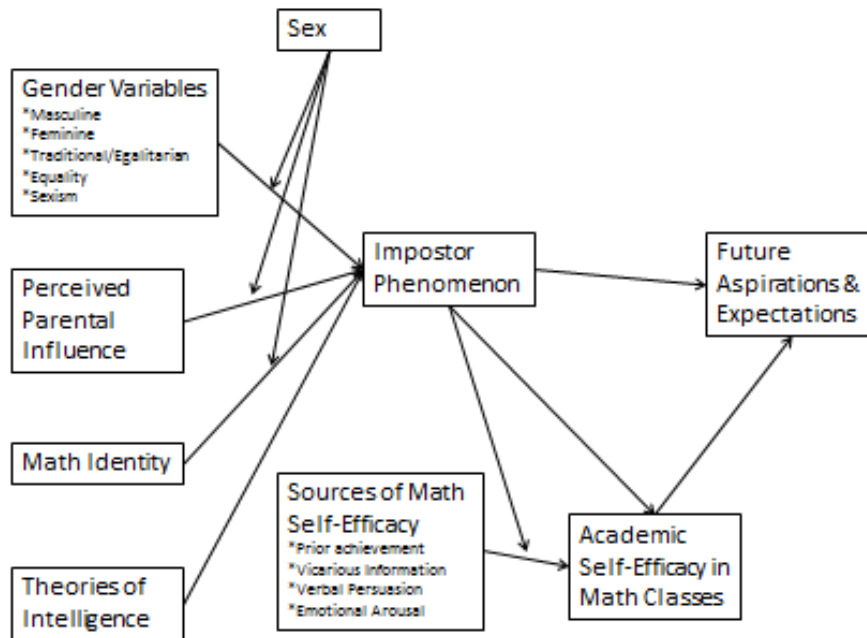 Sex
Gender Variables
*Masculine
*Feminine
*Traditional/Egalitarian
*Equality
*Sexism
Impostor
Phenomenon
Future
Aspirations &
Expectations
Perceived
Parental
Influence
Math Identity
Sources of Math
Self-Efficacy
*Prior achievement
*Vicarious Information
*Verbal Persuasion
*Emotional Arousal
Academic
Self-Efficacy in
Math Classes
Theories of
Intelligence